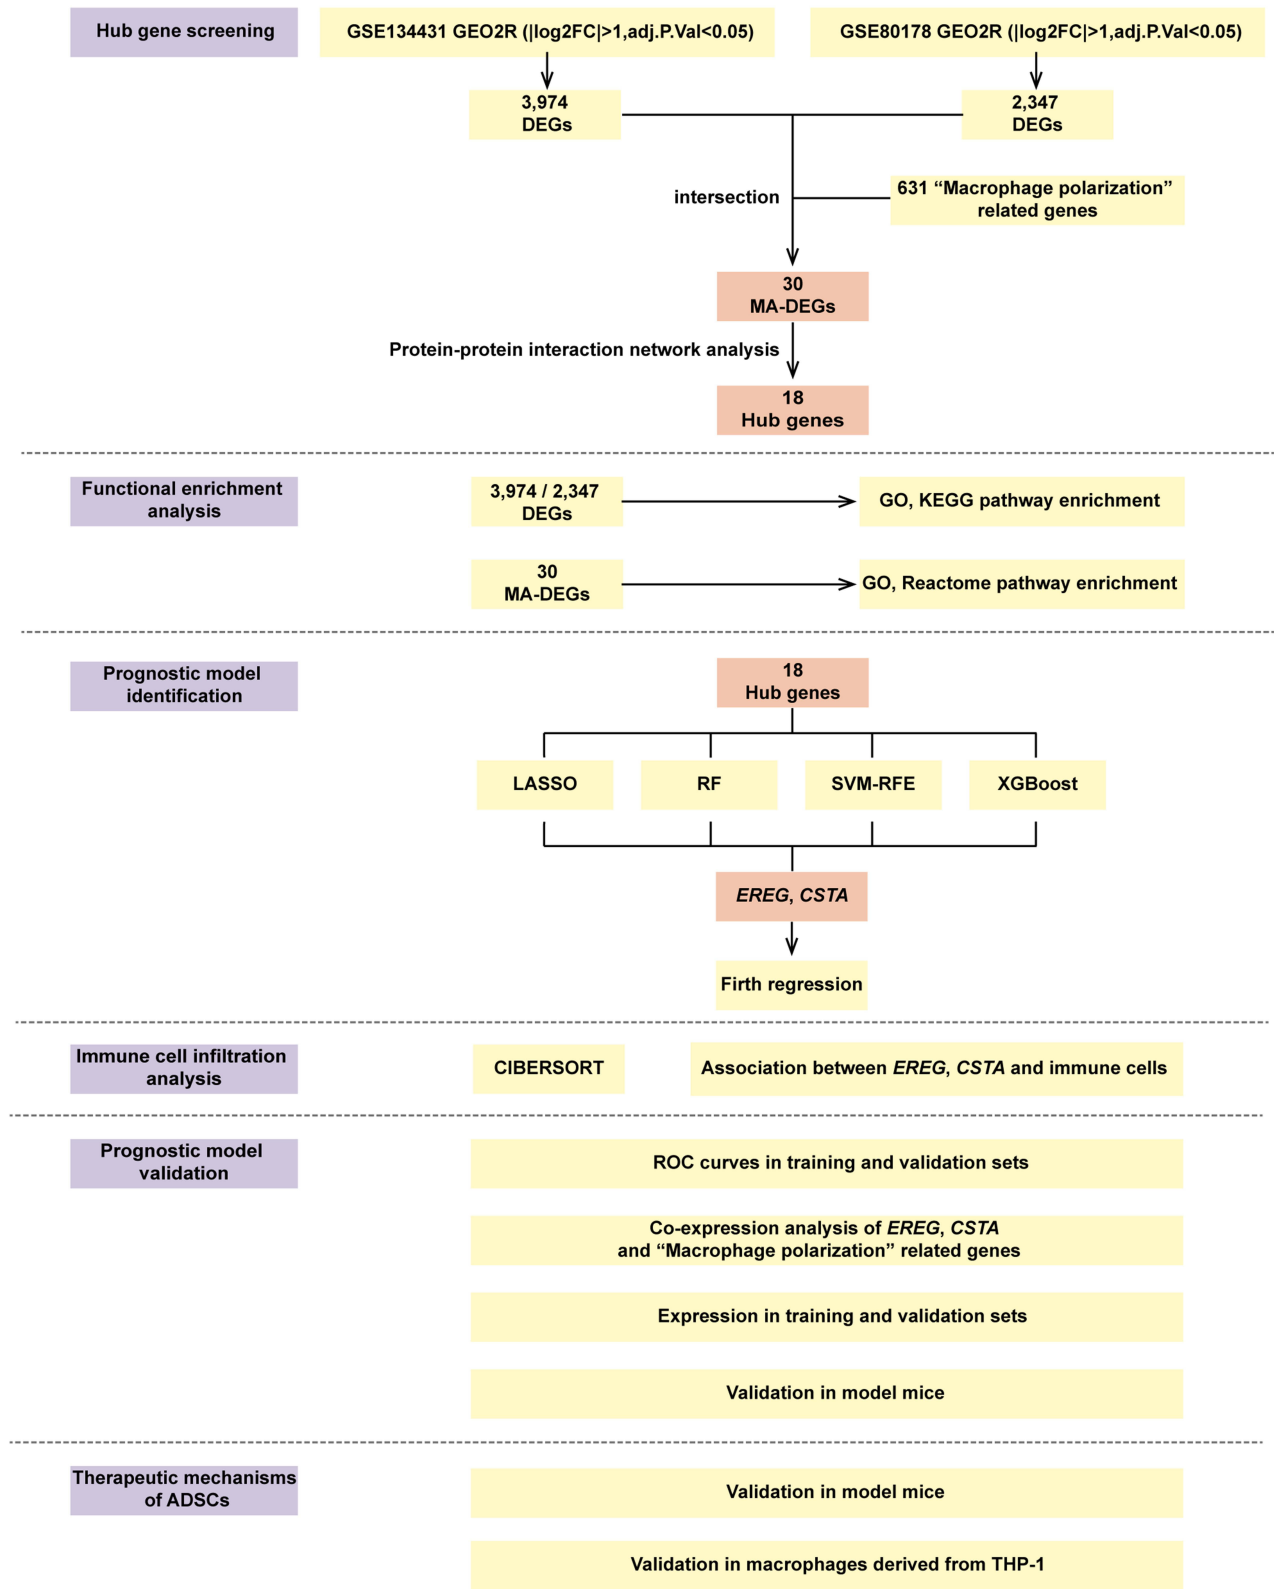 Hub gene screening
GSE134431 GEO2R (|log2FC|>1,adj.P.Val<0.05)
GSE80178 GEO2R (|log2FC|>1,adj.P.Val<0.05)
3,974
DEGs
2,347
DEGs
intersection
631 “Macrophage polarization”
related genes
30
MA-DEGs
Protein-protein interaction network analysis
18
Hub genes
Functional enrichment
analysis
3,974 / 2,347
DEGs
GO, KEGG pathway enrichment
30
MA-DEGs
GO, Reactome pathway enrichment
Prognostic model
identification
18
Hub genes
LASSO
RF
SVM-RFE
XGBoost
EREG, CSTA
Firth regression
Immune cell infiltration
analysis
CIBERSORT
Association between EREG, CSTA and immune cells
Prognostic model
validation
ROC curves in training and validation sets
Co-expression analysis of EREG, CSTA
and “Macrophage polarization” related genes
Expression in training and validation sets
Validation in model mice
Therapeutic mechanisms
of ADSCs
Validation in model mice
Validation in macrophages derived from THP-1